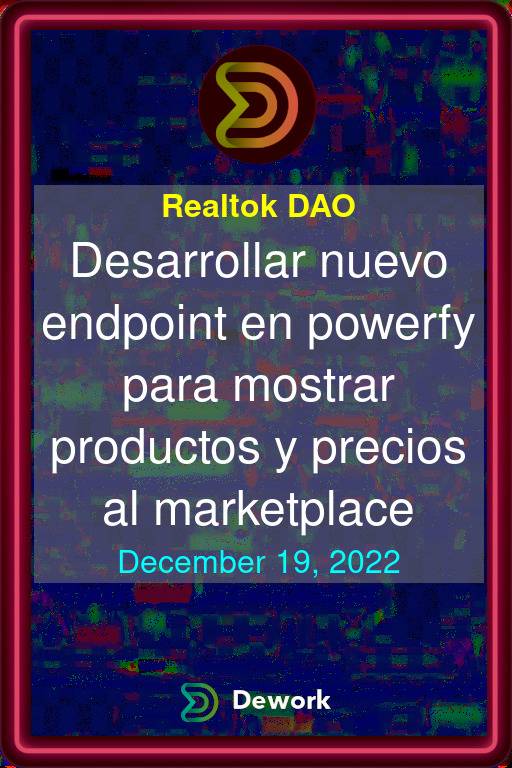 Realtok DAO
Desarrollar nuevo
endpoint en powerfy
para mostrar
productos y precios
al marketplace
December 19, 2022
Dework